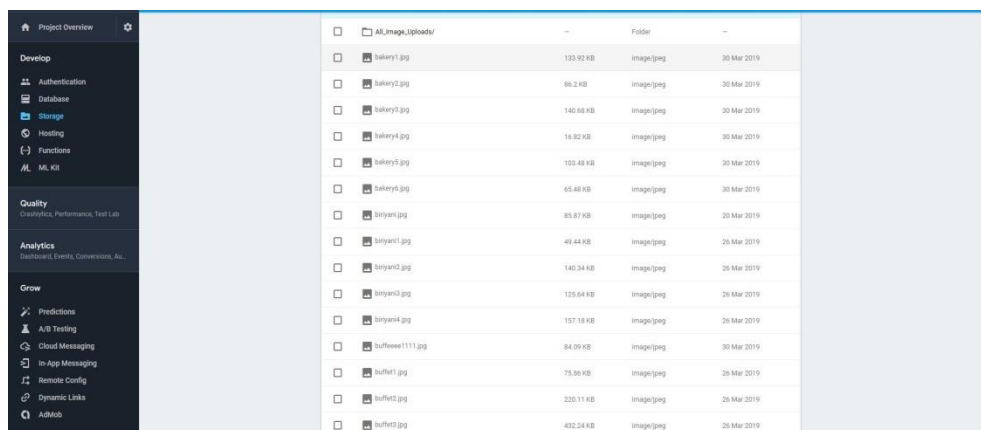 Project Overview
Develop
Authentication
Database
Storage
Hosting
Functions
ML Kit
Quality
Crashlytics, Performance, Test Lab
Analytics
Dashboard, Events, Conversions, Au...
Grow
Predictions
A/B Testing
Cloud Messaging
In-App Messaging
Remote Config
Dynamic Links
AdMob
All_Image_Uploads/ – Folder –
bakery1.jpg 133.92 KB image/jpeg 30 Mar 2019
bakery2.jpg 86.2 KB image/jpeg 30 Mar 2019
bakery3.jpg 140.68 KB image/jpeg 30 Mar 2019
bakery4.jpg 16.82 KB image/jpeg 30 Mar 2019
bakery5.jpg 103.48 KB image/jpeg 30 Mar 2019
bakery6.jpg 65.48 KB image/jpeg 30 Mar 2019
biriyani.jpg 85.87 KB image/jpeg 20 Mar 2019
biriyani1.jpg 49.44 KB image/jpeg 26 Mar 2019
biriyani2.jpg 140.34 KB image/jpeg 26 Mar 2019
biriyani3.jpg 125.64 KB image/jpeg 26 Mar 2019
biriyani4.jpg 157.18 KB image/jpeg 26 Mar 2019
buffeeee1111.jpg 84.09 KB image/jpeg 30 Mar 2019
buffet1.jpg 75.86 KB image/jpeg 26 Mar 2019
buffet2.jpg 220.11 KB image/jpeg 26 Mar 2019
buffet3.jpg 432.24 KB image/jpeg 26 Mar 2019